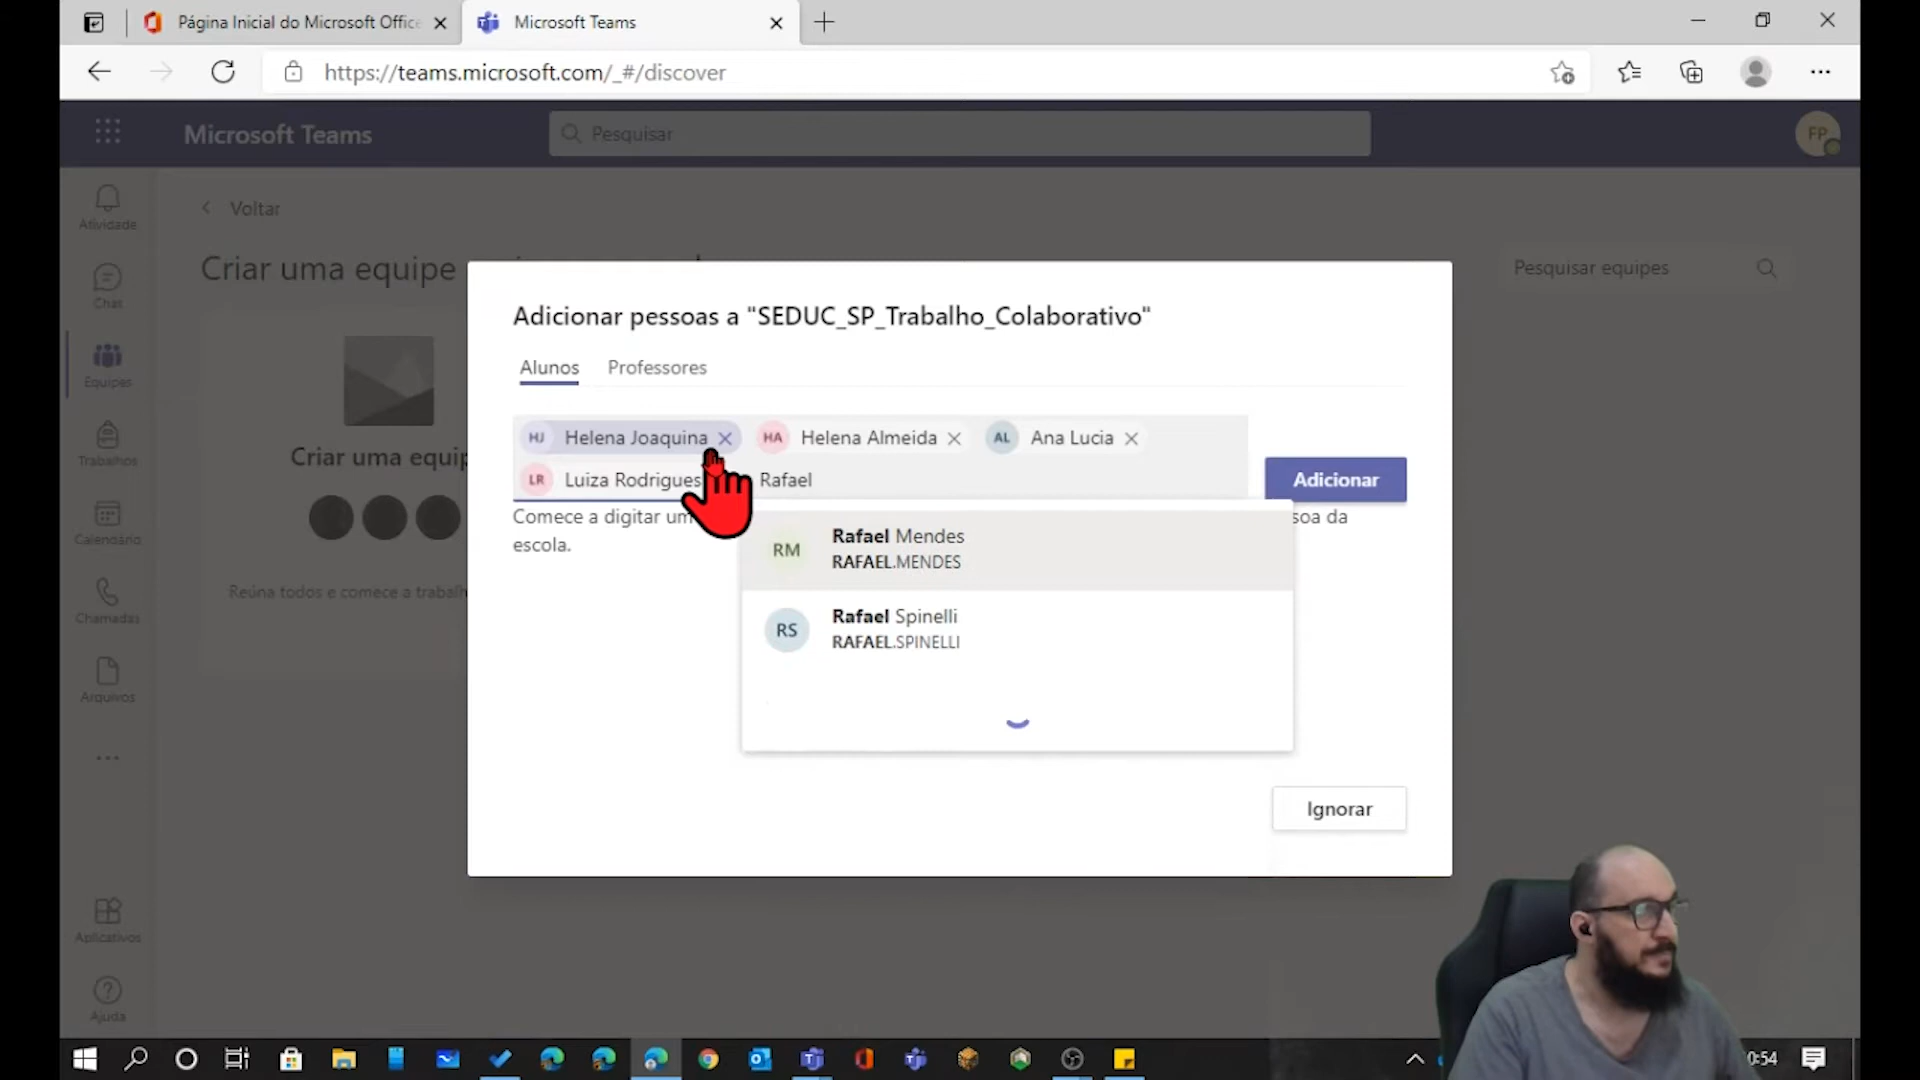 Página Inicial do Microsoft Office
Microsoft Teams
https://teams.microsoft.com/_#/discover
Microsoft Teams
Pesquisar
FP
Atividade
Chat
Equipes
Trabalhos
Calendário
Chamadas
Arquivos
Aplicativos
Ajuda
Voltar
Criar uma equipe
Pesquisar equipes
Criar uma equip
Reúna todos e comece a trabalh
Adicionar pessoas a "SEDUC_SP_Trabalho_Colaborativo"
Alunos Professores
HJ Helena Joaquina HA Helena Almeida AL Ana Lucia
LR Luiza Rodrigues Rafael
Adicionar
Comece a digitar um soa da
escola.
RM Rafael Mendes
RAFAEL.MENDES
RS Rafael Spinelli
RAFAEL.SPINELLI
Ignorar
0:54